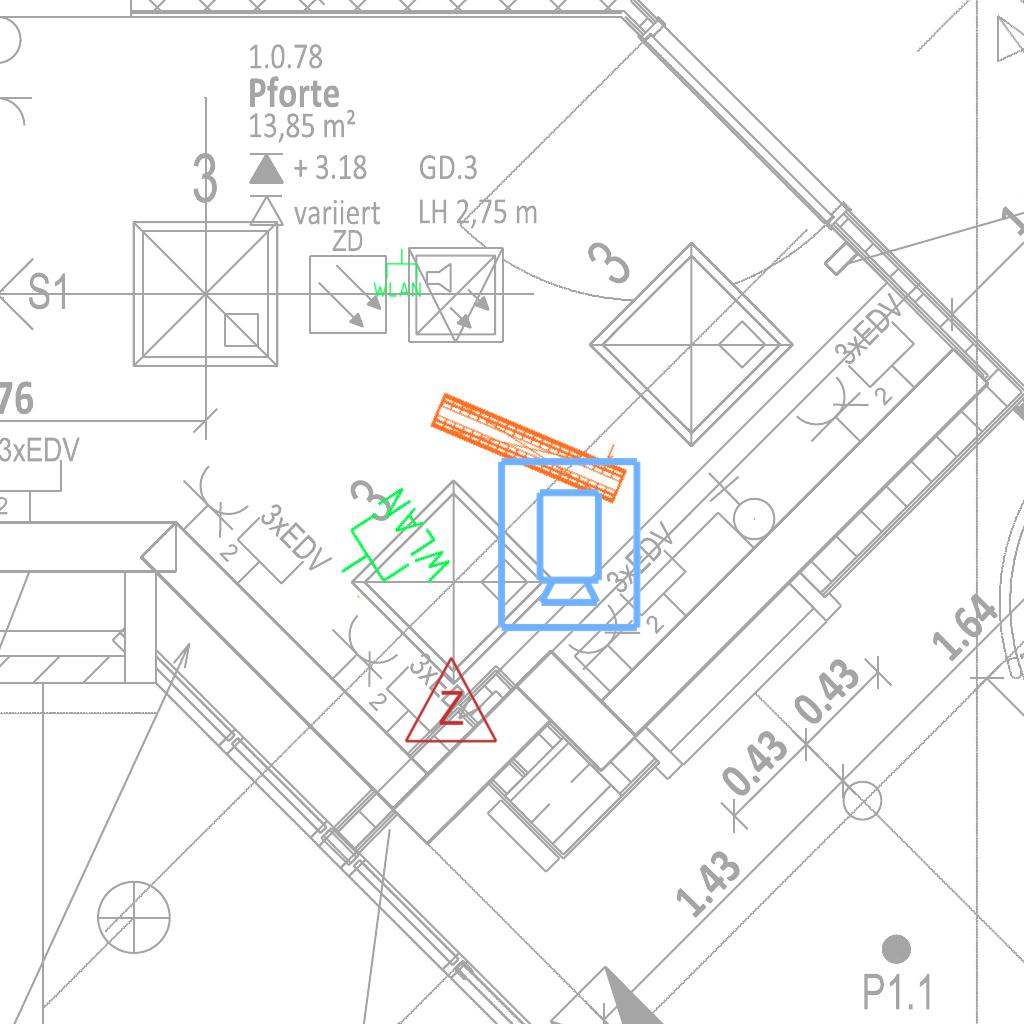 1.0.78
Pforte
13,85 m²
3
+ 3.18
GD.3
variiert
LH 2,75 m
ZD
S1
WLAN
3
3xEDV
2
76
3xEDV
2
3
WLAN
3xEDV
2
3xEDV
2
3xEDV
2
Z
1.64
0.43
0.43
1.43
P1.1